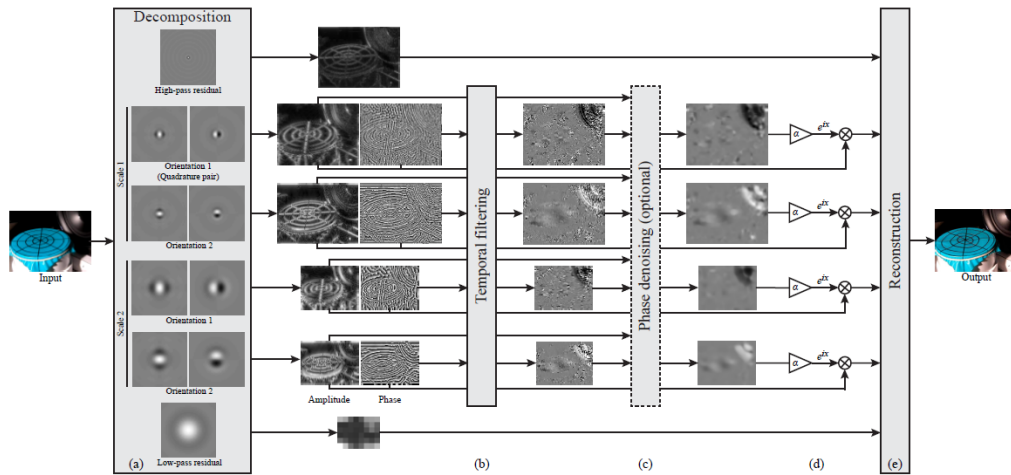 Decomposition
High-pass residual
Scale 1
Orientation 1
(Quadrature pair)
Orientation 2
Scale 2
Orientation 1
Orientation 2
Low-pass residual
Input
Amplitude
Phase
Temporal filtering
Phase denoising (optional)
α
e^{ix}
α
e^{ix}
α
e^{ix}
α
e^{ix}
Reconstruction
Output
(a)
(b)
(c)
(d)
(e)